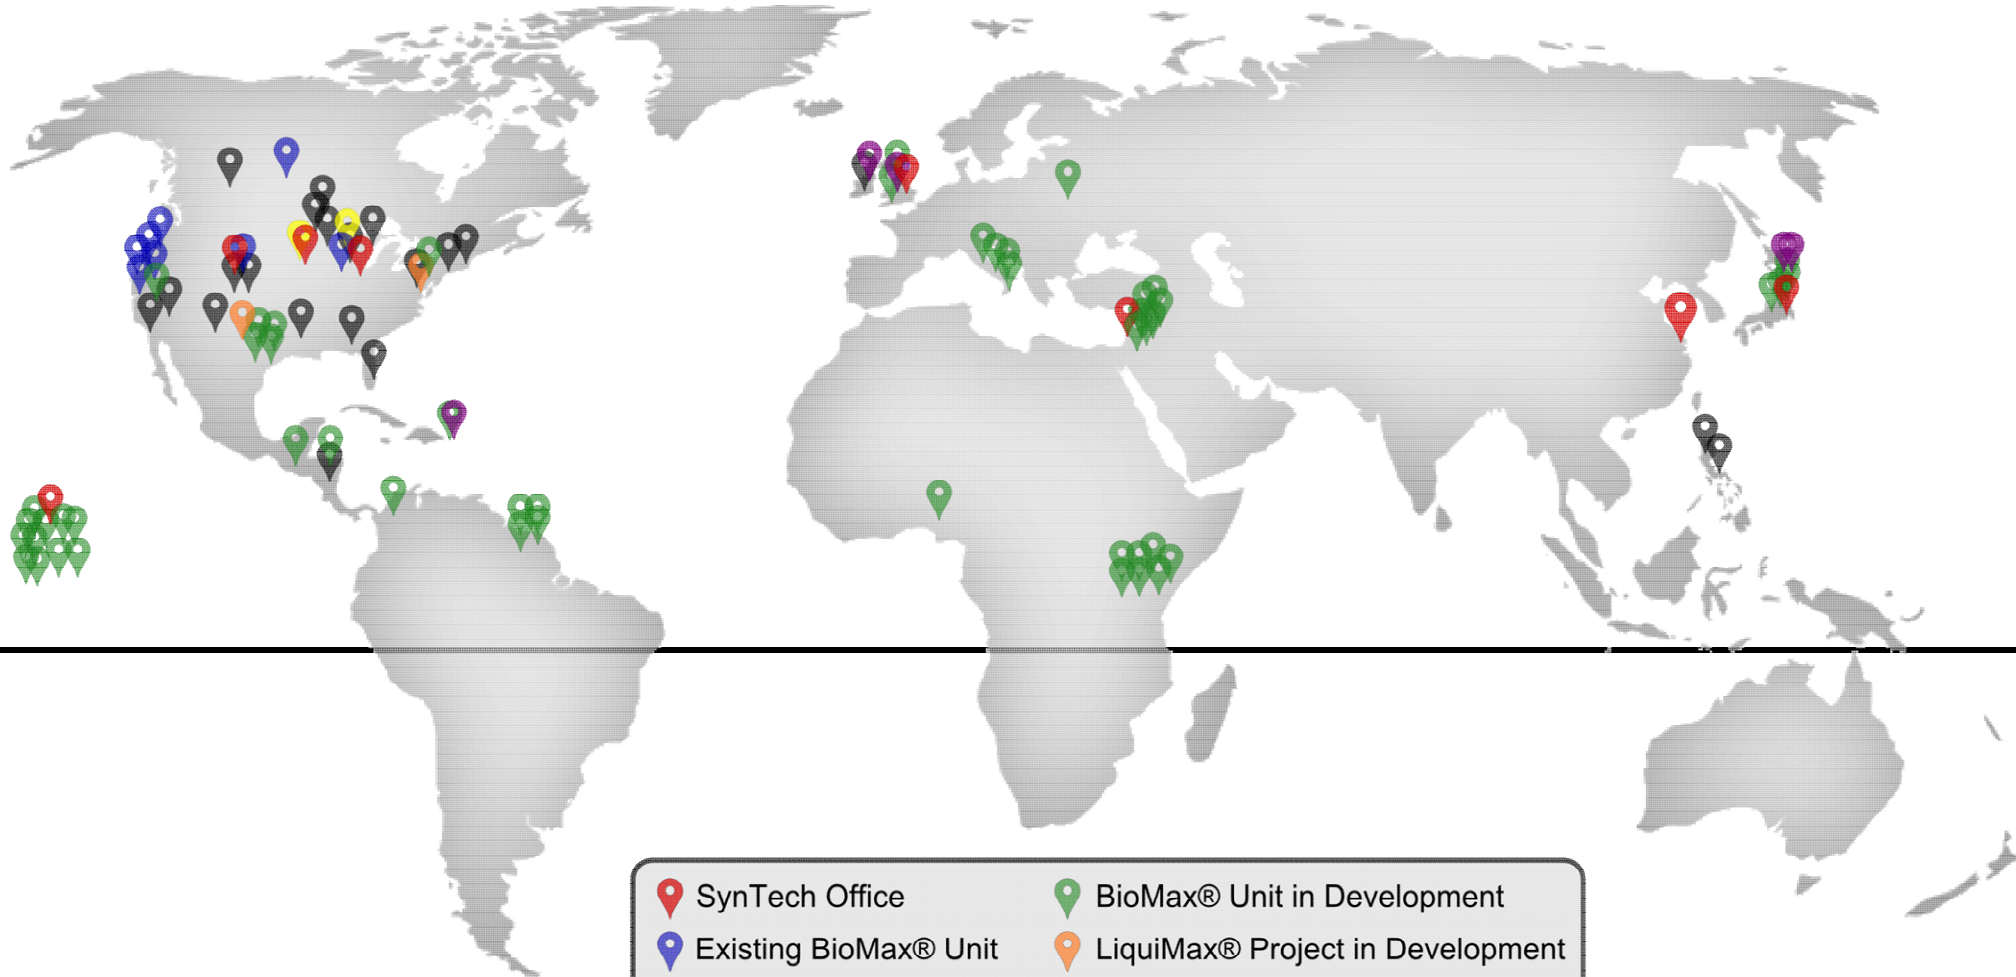 SynTech Office
BioMax® Unit in Development
Existing BioMax® Unit
LiquiMax® Project in Development